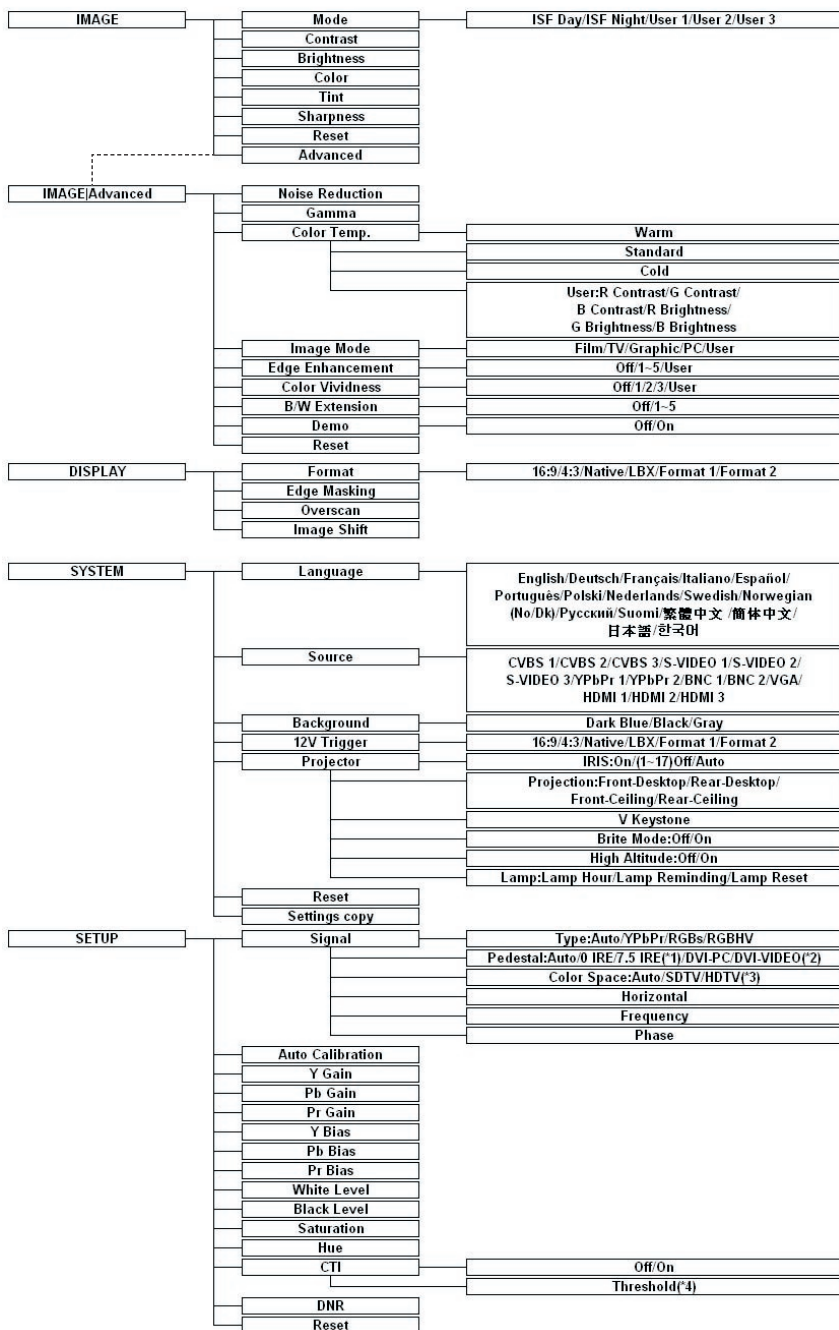 IMAGE
Mode
ISF Day/ISF Night/User 1/User 2/User 3
Contrast
Brightness
Color
Tint
Sharpness
Reset
Advanced
IMAGE|Advanced
Noise Reduction
Gamma
Color Temp.
Warm
Standard
Cold
User:R Contrast/G Contrast/
B Contrast/R Brightness/
G Brightness/B Brightness
Image Mode
Film/TV/Graphic/PC/User
Edge Enhancement
Off/1~5/User
Color Vividness
Off/1/2/3/User
B/W Extension
Off/1~5
Demo
Off/On
Reset
DISPLAY
Format
16:9/4:3/Native/LBX/Format 1/Format 2
Edge Masking
Overscan
Image Shift
SYSTEM
Language
English/Deutsch/Français/Italiano/Español/
Português/Polski/Nederlands/Swedish/Norwegian
(No/Dk)/Русский/Suomi/繁體中文 /簡体中文/
日本語/한국어
Source
CVBS 1/CVBS 2/CVBS 3/S-VIDEO 1/S-VIDEO 2/
S-VIDEO 3/YPbPr 1/YPbPr 2/BNC 1/BNC 2/VGA/
HDMI 1/HDMI 2/HDMI 3
Background
Dark Blue/Black/Gray
12V Trigger
16:9/4:3/Native/LBX/Format 1/Format 2
Projector
IRIS:On/(1~17)Off/Auto
Projection:Front-Desktop/Rear-Desktop/
Front-Ceiling/Rear-Ceiling
V Keystone
Brite Mode:Off/On
High Altitude:Off/On
Lamp:Lamp Hour/Lamp Reminding/Lamp Reset
Reset
Settings copy
SETUP
Signal
Type:Auto/YPbPr/RGBs/RGBHV
Pedestal:Auto/0 IRE/7.5 IRE(*1)/DVI-PC/DVI-VIDEO(*2)
Color Space:Auto/SDTV/HDTV(*3)
Horizontal
Frequency
Phase
Auto Calibration
Y Gain
Pb Gain
Pr Gain
Y Bias
Pb Bias
Pr Bias
White Level
Black Level
Saturation
Hue
CTI
Off/On
Threshold(*4)
DNR
Reset